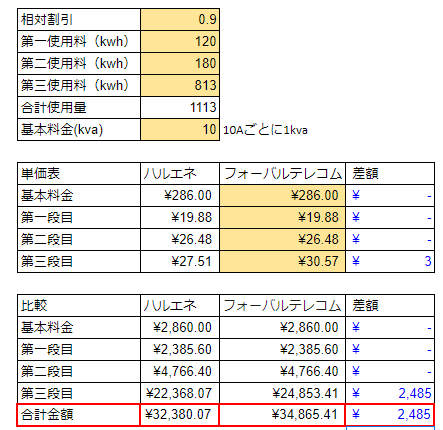 相対割引 0.9
第一使用料（kwh） 120
第二使用料（kwh） 180
第三使用料（kwh） 813
合計使用量 1113
基本料金(kva) 10 10Aごとに1kva
単価表 ハルエネ フォーバルテレコム 差額
基本料金 ¥286.00 ¥286.00 ¥ -
第一段目 ¥19.88 ¥19.88 ¥ -
第二段目 ¥26.48 ¥26.48 ¥ -
第三段目 ¥27.51 ¥30.57 ¥ 3
比較 ハルエネ フォーバルテレコム 差額
基本料金 ¥2,860.00 ¥2,860.00 ¥ -
第一段目 ¥2,385.60 ¥2,385.60 ¥ -
第二段目 ¥4,766.40 ¥4,766.40 ¥ -
第三段目 ¥22,368.07 ¥24,853.41 ¥ 2,485
合計金額 ¥32,380.07 ¥34,865.41 ¥ 2,485